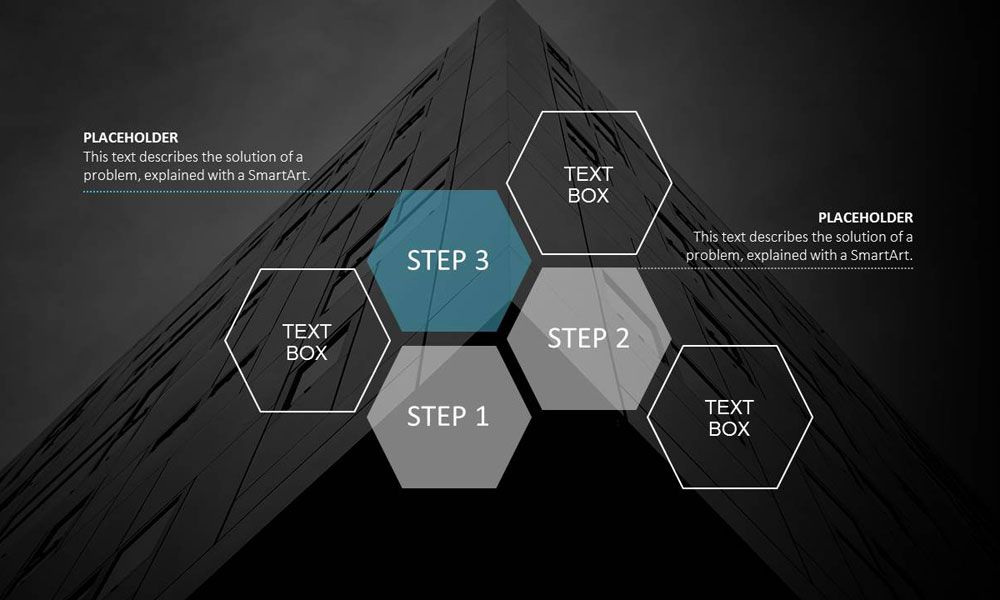 PLACEHOLDER
This text describes the solution of a
problem, explained with a SmartArt.
TEXT
BOX
PLACEHOLDER
This text describes the solution of a
problem, explained with a SmartArt.
STEP 3
TEXT
BOX
STEP 2
STEP 1
TEXT
BOX